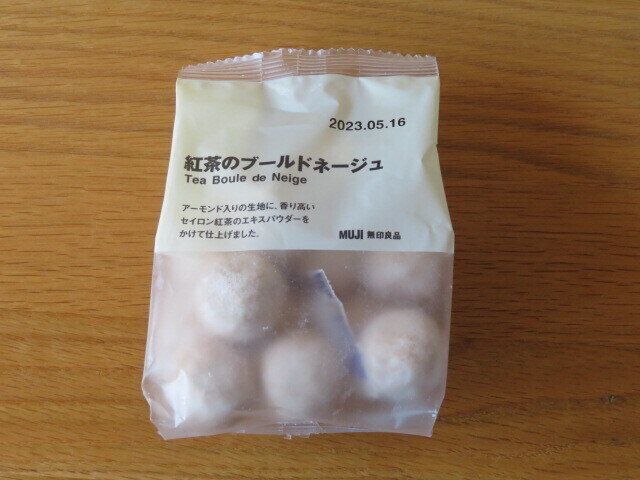 2023.05.16
紅茶のブールドネージュ
Tea Boule de Neige
アーモンド入りの生地に、香り高い
セイロン紅茶のエキスパウダーを
かけて仕上げました。
MUJI 無印良品